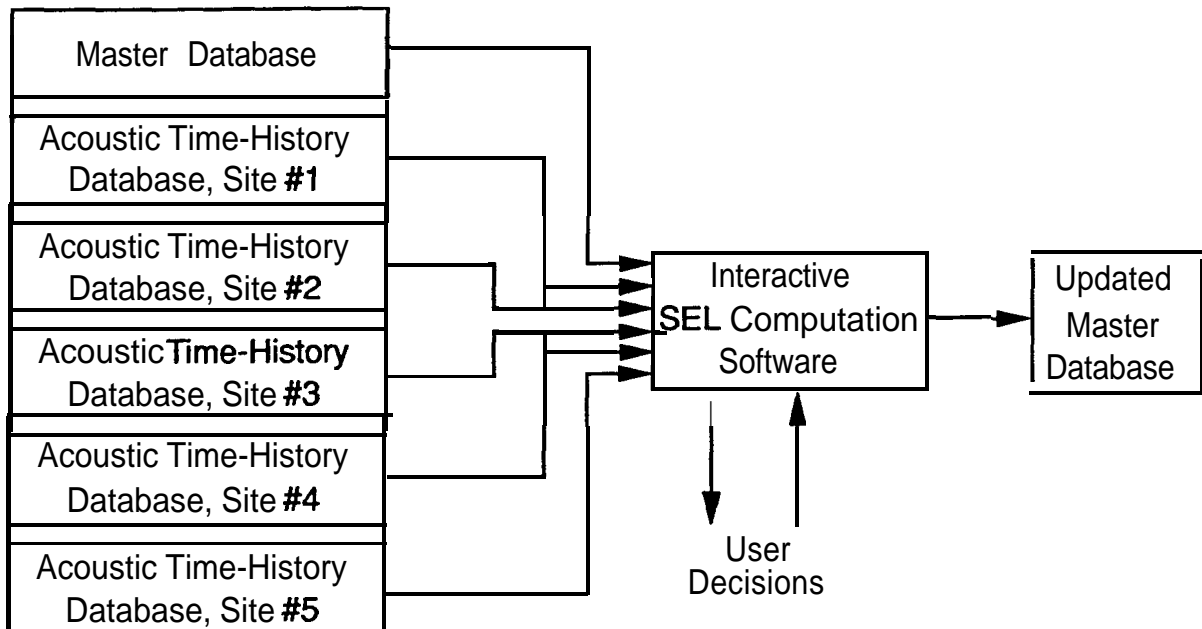 Master Database
Acoustic Time-History
Database, Site #1
Acoustic Time-History
Database, Site #2
Acoustic Time-History
Database, Site #3
Acoustic Time-History
Database, Site #4
Acoustic Time-History
Database, Site #5
Interactive
SEL Computation
Software
User
Decisions
Updated
Master
Database